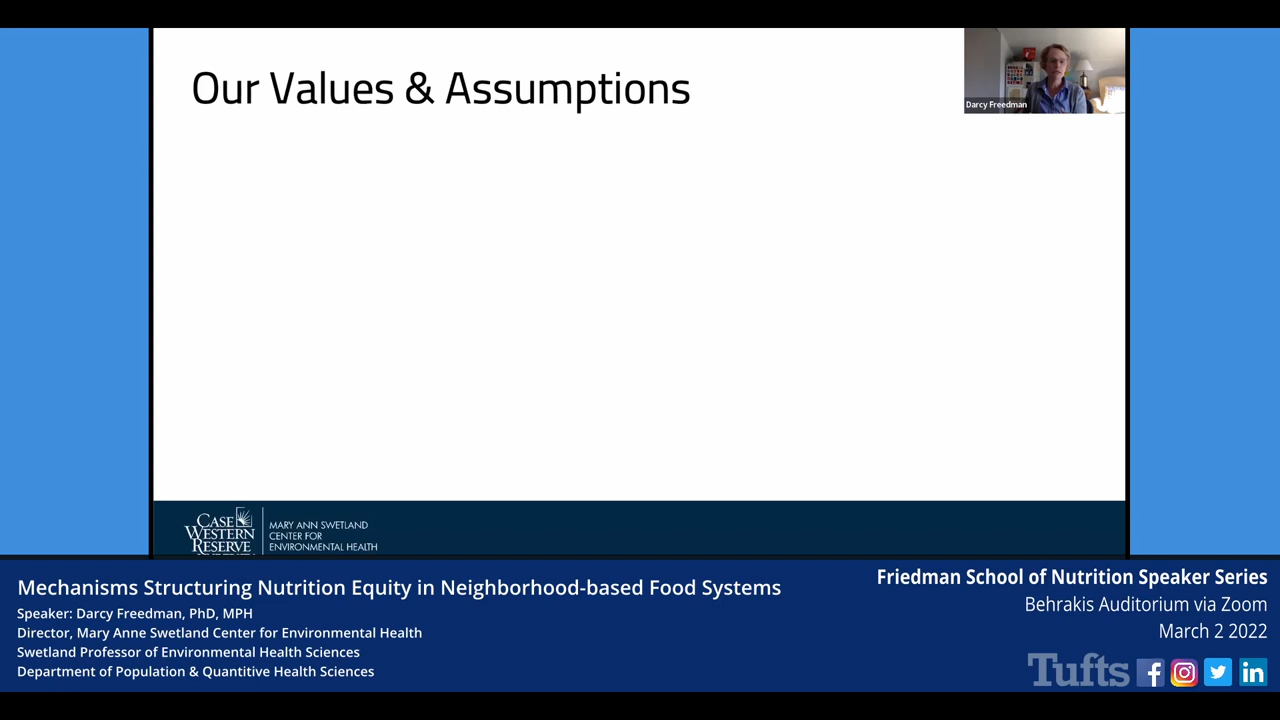 Our Values & Assumptions
Darcy Freedman
CASE
WESTERN
RESERVE
MARY ANN SWETLAND
CENTER FOR
ENVIRONMENTAL HEALTH
Mechanisms Structuring Nutrition Equity in Neighborhood-based Food Systems
Speaker: Darcy Freedman, PhD, MPH
Director, Mary Anne Swetland Center for Environmental Health
Swetland Professor of Environmental Health Sciences
Department of Population & Quantitive Health Sciences
Friedman School of Nutrition Speaker Series
Behrakis Auditorium via Zoom
March 2 2022
Tufts